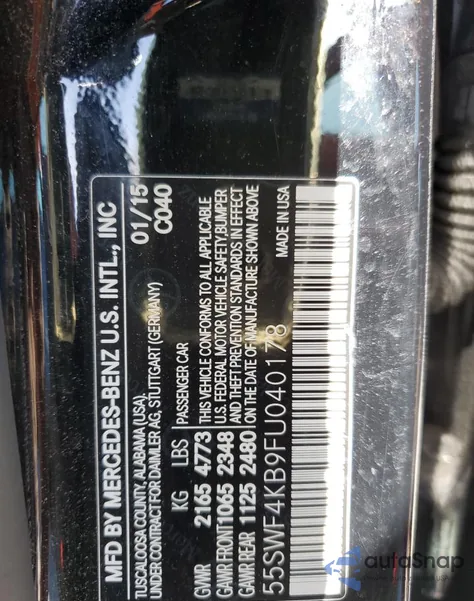 MFD BY MERCEDES-BENZ U.S. INTL., INC
TUSCALOOSA COUNTY, ALABAMA (USA)
UNDER CONTRACT FOR DAIMLER AG, STUTTGART (GERMANY)
01/15
C040
KG LBS PASSENGER CAR
GVWR 2165 4773
GAWR FRONT 1065 2348
GAWR REAR 1125 2480
THIS VEHICLE CONFORMS TO ALL APPLICABLE
U.S. FEDERAL MOTOR VEHICLE SAFETY, BUMPER
AND THEFT PREVENTION STANDARDS IN EFFECT
ON THE DATE OF MANUFACTURE SHOWN ABOVE
55SWF4KB9FU040178
MADE IN USA
autoSnap